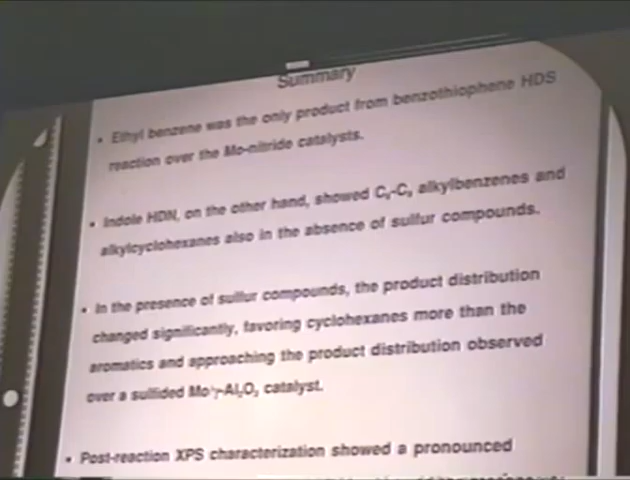 Summary
• Ethyl benzene was the only product from benzothiophene HDS
reaction over the Mo-nitride catalysts.
• Indole HDN, on the other hand, showed alkylbenzenes and
alkylcyclohexanes also in the absence of sulfur compounds.
• In the presence of sulfur compounds, the product distribution
changed significantly, favoring cyclohexanes more than the
aromatics and approaching the product distribution observed
over a sulfided Mo/γ-Al₂O₃ catalyst.
• Post-reaction XPS characterization showed a pronounced